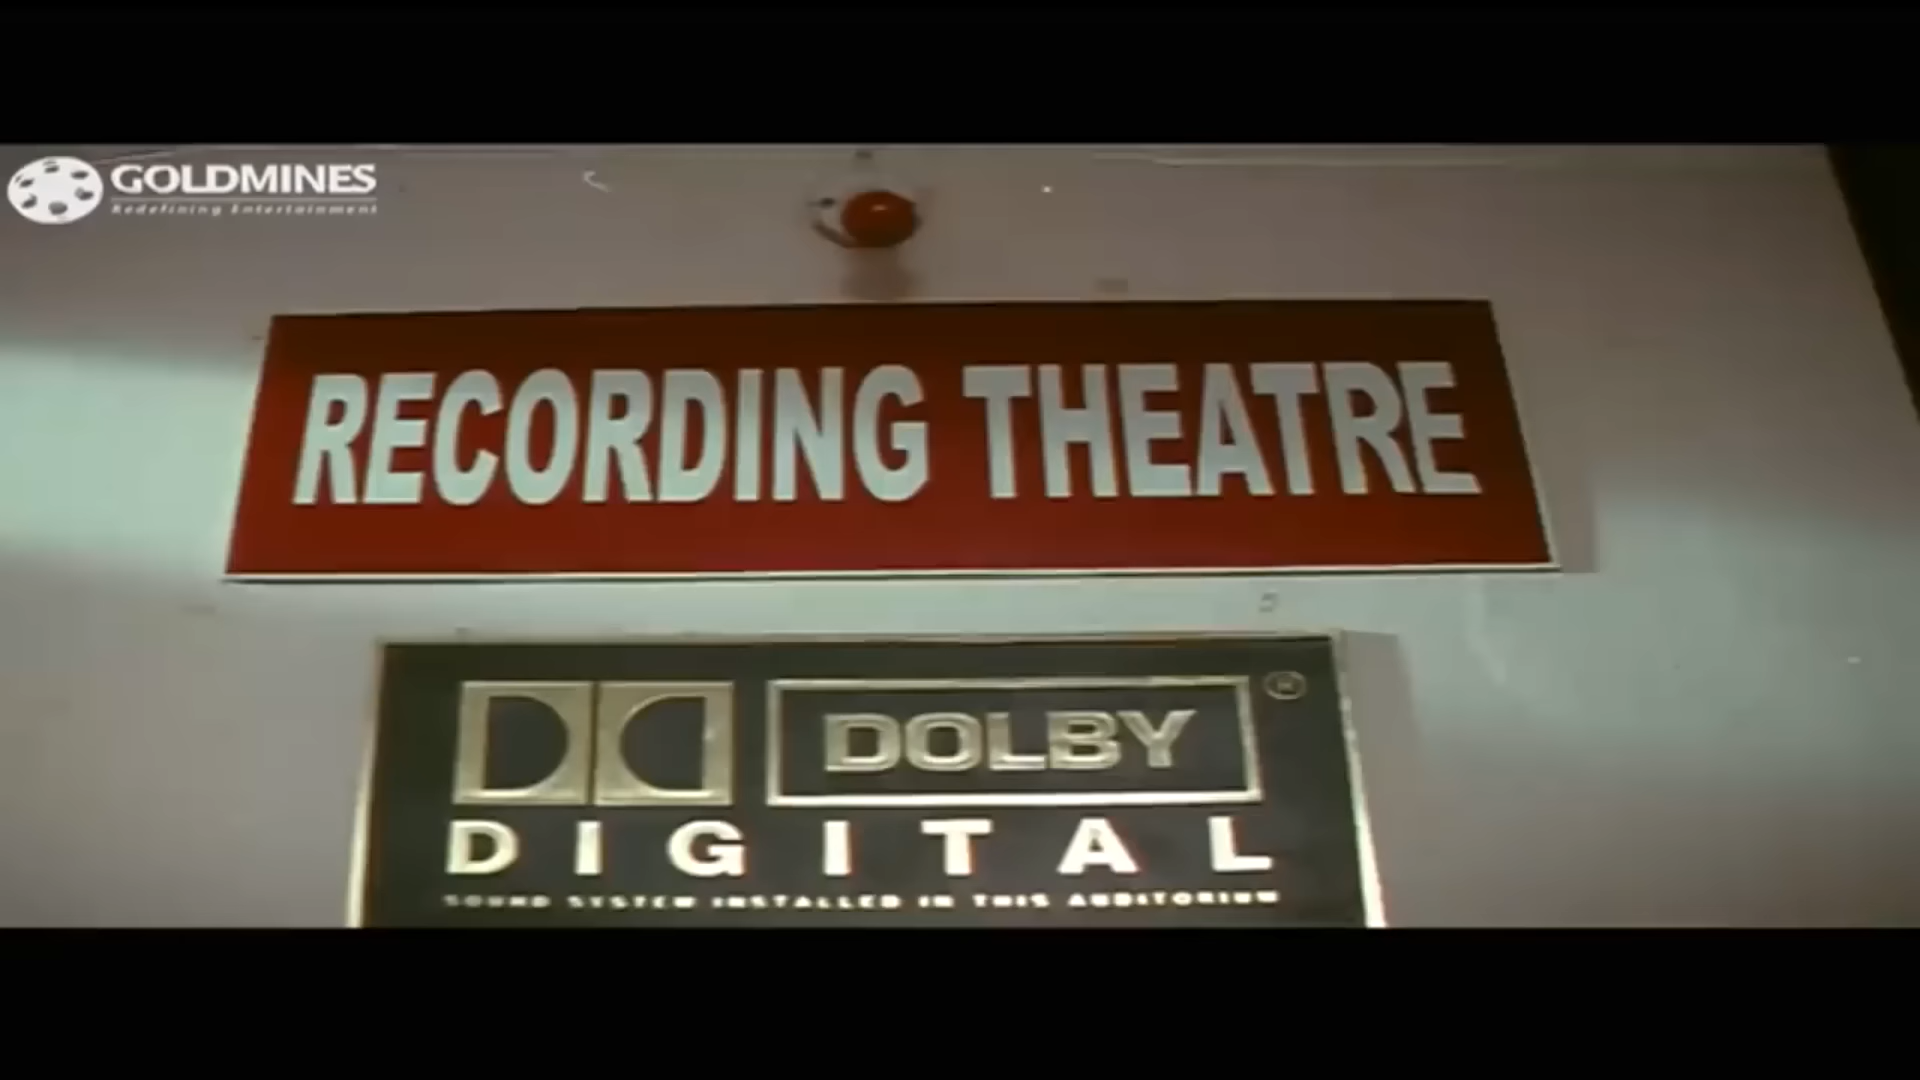 GOLDMINES
Redefining Entertainment
RECORDING THEATRE
DOLBY ®
DIGITAL
SOUND SYSTEM INSTALLED IN THIS AUDITORIUM